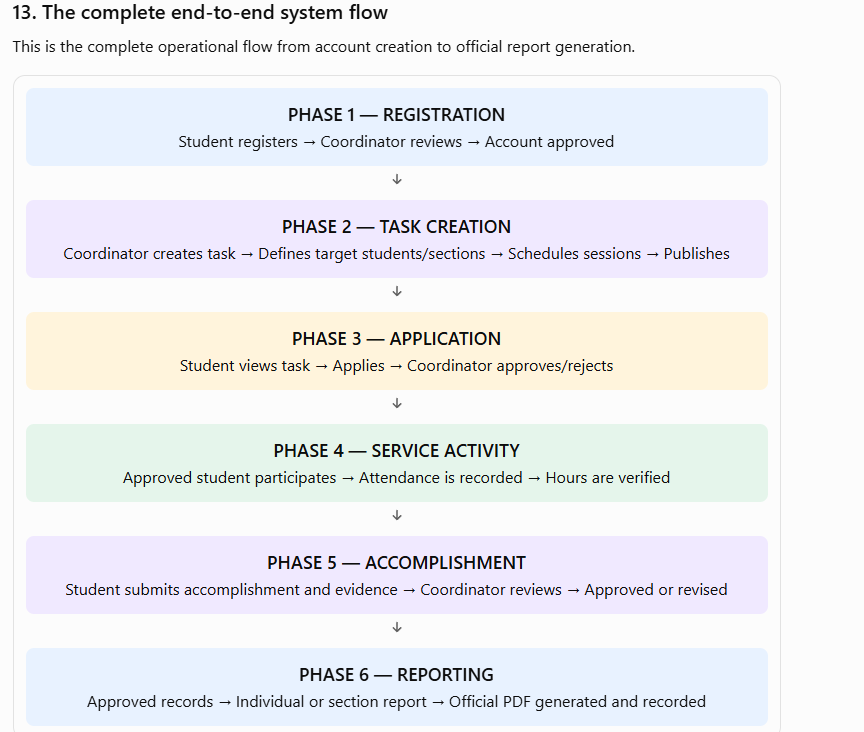 13. The complete end-to-end system flow
This is the complete operational flow from account creation to official report generation.
PHASE 1 — REGISTRATION
Student registers → Coordinator reviews → Account approved
↓
PHASE 2 — TASK CREATION
Coordinator creates task → Defines target students/sections → Schedules sessions → Publishes
↓
PHASE 3 — APPLICATION
Student views task → Applies → Coordinator approves/rejects
↓
PHASE 4 — SERVICE ACTIVITY
Approved student participates → Attendance is recorded → Hours are verified
↓
PHASE 5 — ACCOMPLISHMENT
Student submits accomplishment and evidence → Coordinator reviews → Approved or revised
↓
PHASE 6 — REPORTING
Approved records → Individual or section report → Official PDF generated and recorded